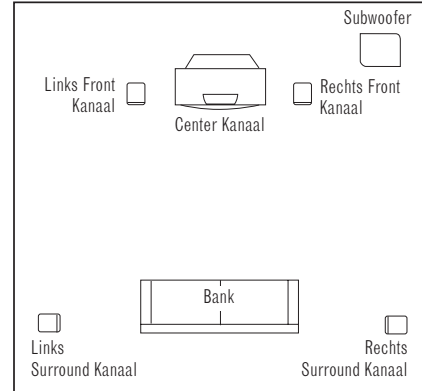 Subwoofer
Links Front
Kanaal
Rechts Front
Kanaal
Center Kanaal
Bank
Links
Surround Kanaal
Rechts
Surround Kanaal